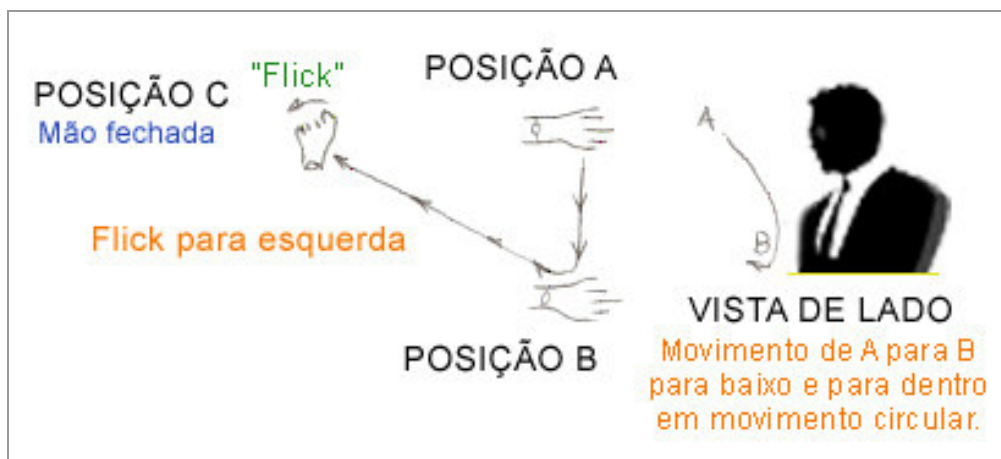 "Flick"
POSIÇÃO A
POSIÇÃO C
Mão fechada
A
Flick para esquerda
B
POSIÇÃO B
VISTA DE LADO
Movimento de A para B
para baixo e para dentro
em movimento circular.